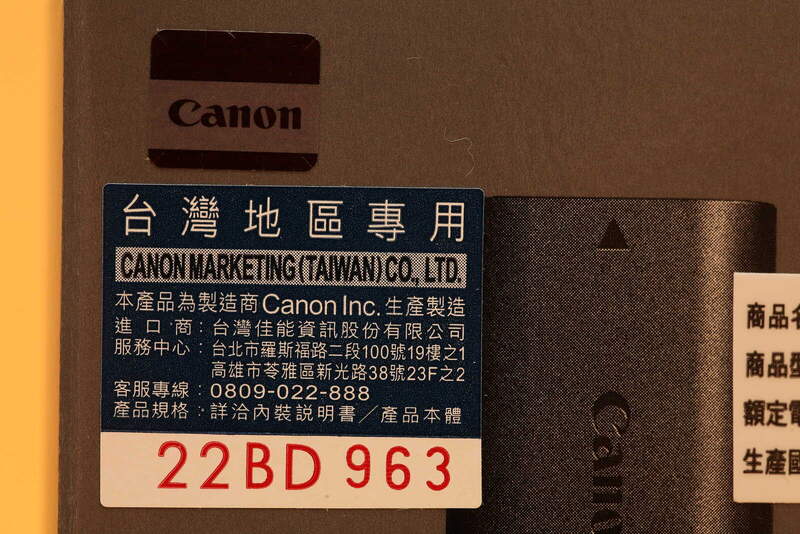 Canon
台灣地區專用
CANON MARKETING (TAIWAN) CO., LTD.
本產品為製造商Canon Inc.生產製造
進口商：台灣佳能資訊股份有限公司
服務中心：台北市羅斯福路二段100號19樓之1
高雄市苓雅區新光路38號23F之2
客服專線：0809-022-888
產品規格：詳洽內裝說明書／產品本體
22BD 963
Canon
商品名
商品型
額定電
生產國